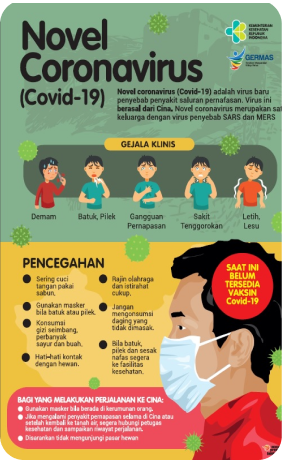 Novel
Coronavirus
(Covid-19)
KEMENTERIAN
KESEHATAN
REPUBLIK
INDONESIA
GERMAS
Novel coronavirus (Covid-19) adalah virus baru
penyebab penyakit saluran pernafasan. Virus ini
berasal dari Cina. Novel coronavirus merupakan sat
keluarga dengan virus penyebab SARS dan MERS
GEJALA KLINIS
Demam
Batuk, Pilek
Gangguan
Pernapasan
Sakit
Tenggorokan
Letih,
Lesu
PENCEGAHAN
Sering cuci
tangan pakai
sabun.
Gunakan masker
bila batuk atau pilek.
Konsumsi
gizi seimbang,
perbanyak
sayur dan buah.
Hati-hati kontak
dengan hewan.
Rajin olahraga
dan istirahat
cukup.
Jangan
mengonsumsi
daging yang
tidak dimasak.
Bila batuk,
pilek dan sesak
nafas segera
ke fasilitas
kesehatan.
SAAT INI
BELUM
TERSEDIA
VAKSIN
Covid-19
BAGI YANG MELAKUKAN PERJALANAN KE CINA:
Gunakan masker bila berada di kerumunan orang.
Jika mengalami penyakit pernapasan selama di Cina atau
setelah kembali ke tanah air, segera hubungi petugas
kesehatan dan sampaikan riwayat perjalanan.
Disarankan tidak mengunjungi pasar hewan